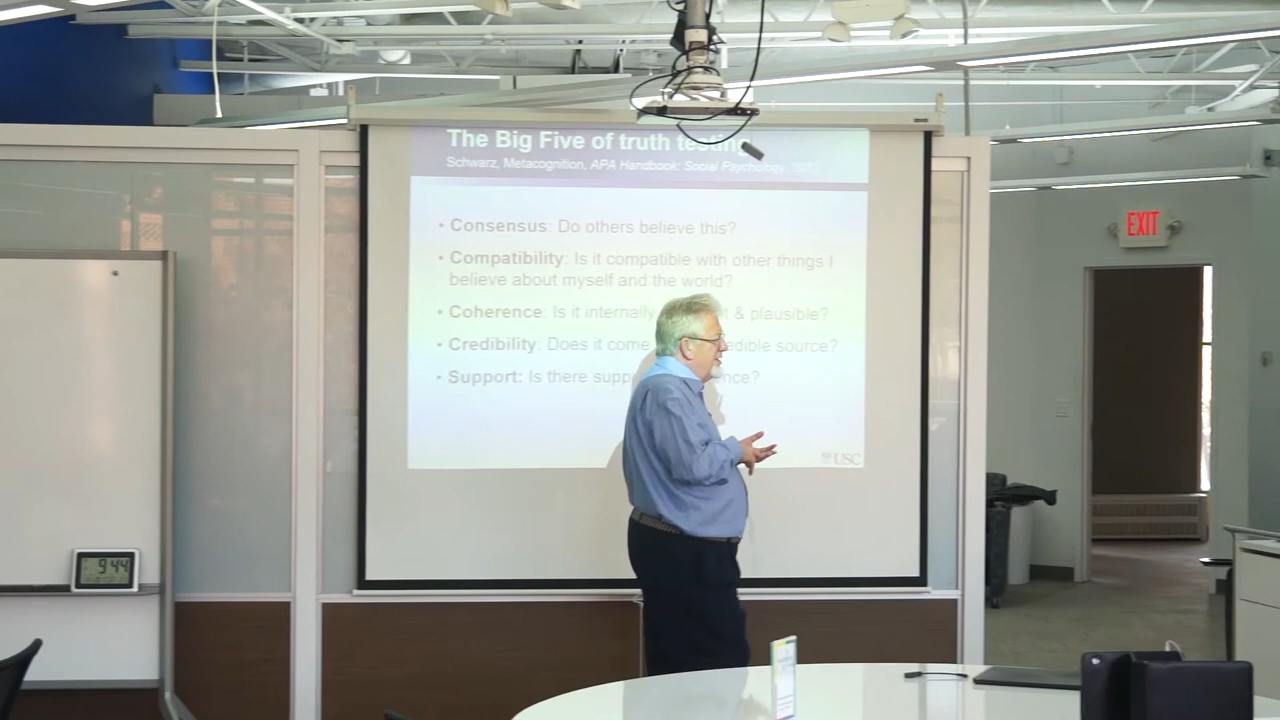 The Big Five of truth testing
Schwarz, Metacognition, APA Handbook: Social Psychology,
• Consensus: Do others believe this?
• Compatibility: Is it compatible with other things I
believe about myself and the world?
• Coherence: Is it internally & plausible?
• Credibility: Does it come credible source?
• Support: Is there
USC
EXIT
9:44